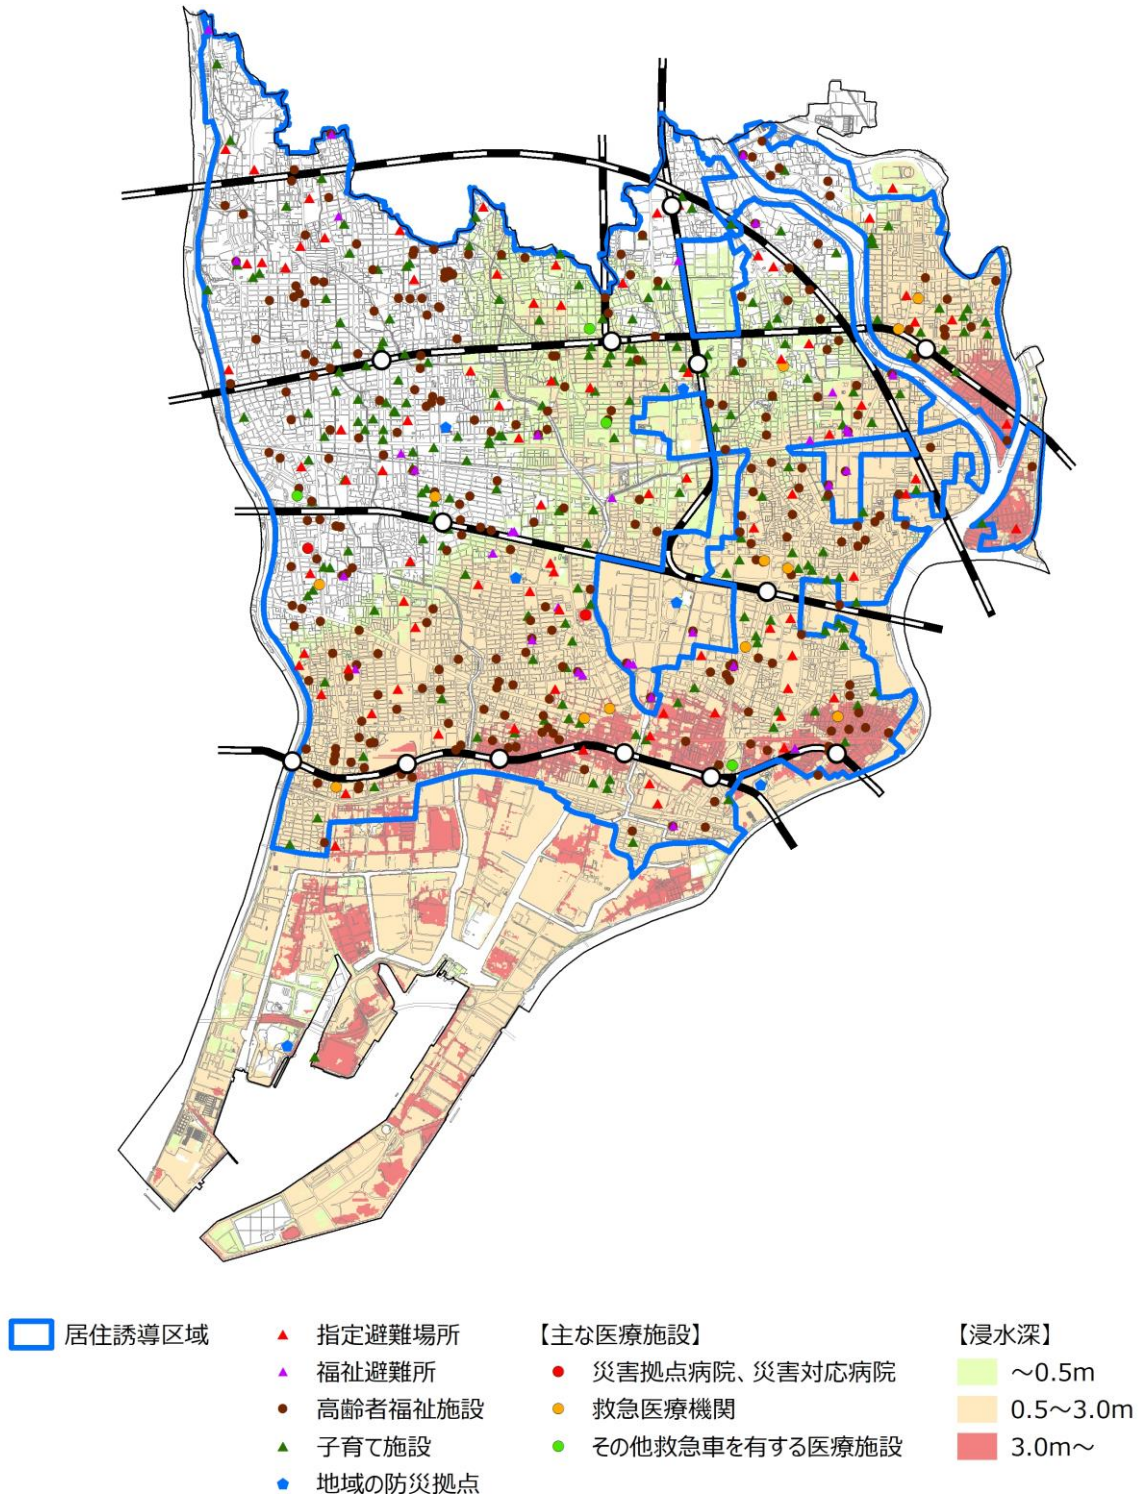 居住誘導区域
指定避難場所
福祉避難所
高齢者福祉施設
子育て施設
地域の防災拠点
【主な医療施設】
災害拠点病院、災害対応病院
救急医療機関
その他救急車を有する医療施設
【浸水深】
～0.5m
0.5～3.0m
3.0m～